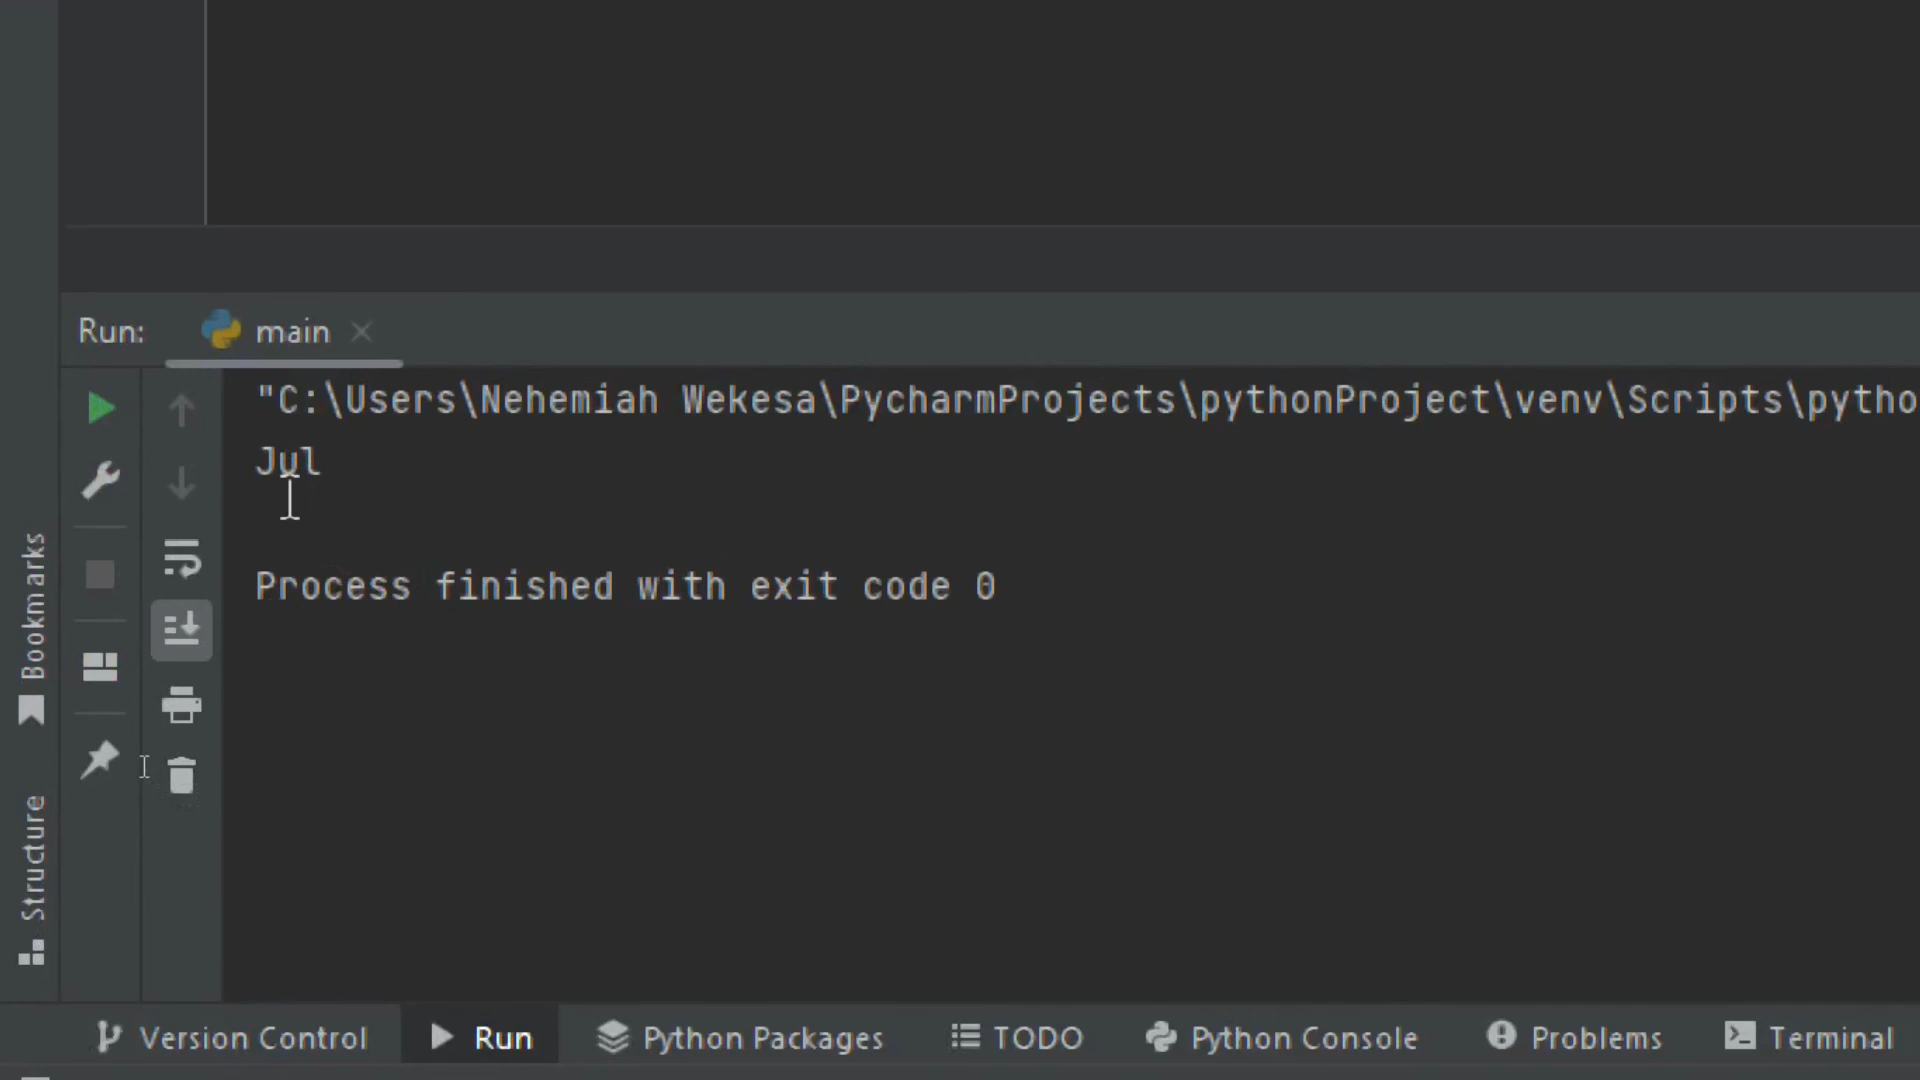 Run: main
"C:\Users\Nehemiah Wekesa\PycharmProjects\pythonProject\venv\Scripts\pytho
Jul
Process finished with exit code 0
Bookmarks
Structure
Version Control Run Python Packages TODO Python Console Problems Terminal